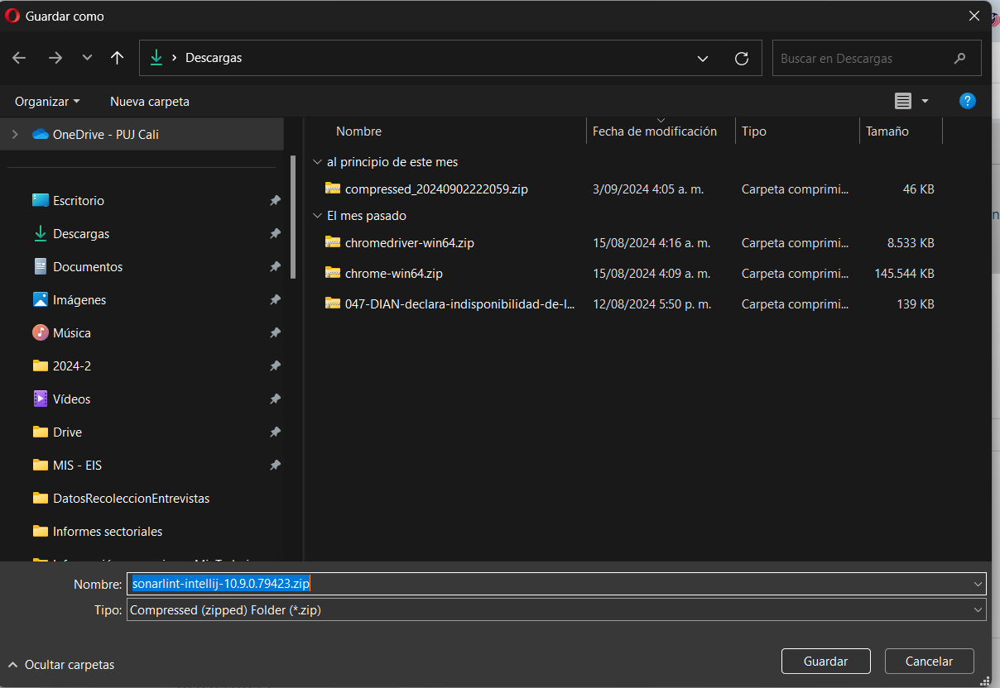 Guardar como
Descargas
Buscar en Descargas
Organizar
Nueva carpeta
OneDrive - PUJ Cali
Escritorio
Descargas
Documentos
Imágenes
Música
2024-2
Vídeos
Drive
MIS - EIS
DatosRecoleccionEntrevistas
Informes sectoriales
Nombre Fecha de modificación Tipo Tamaño
al principio de este mes
compressed_20240902222059.zip 3/09/2024 4:05 a. m. Carpeta comprimi... 46 KB
El mes pasado
chromedriver-win64.zip 15/08/2024 4:16 a. m. Carpeta comprimi... 8.533 KB
chrome-win64.zip 15/08/2024 4:09 a. m. Carpeta comprimi... 145.544 KB
047-DIAN-declara-indisponibilidad-de-l... 12/08/2024 5:50 p. m. Carpeta comprimi... 139 KB
Nombre: sonarlint-intellij-10.9.0.79423.zip
Tipo: Compressed (zipped) Folder (*.zip)
Ocultar carpetas
Guardar
Cancelar